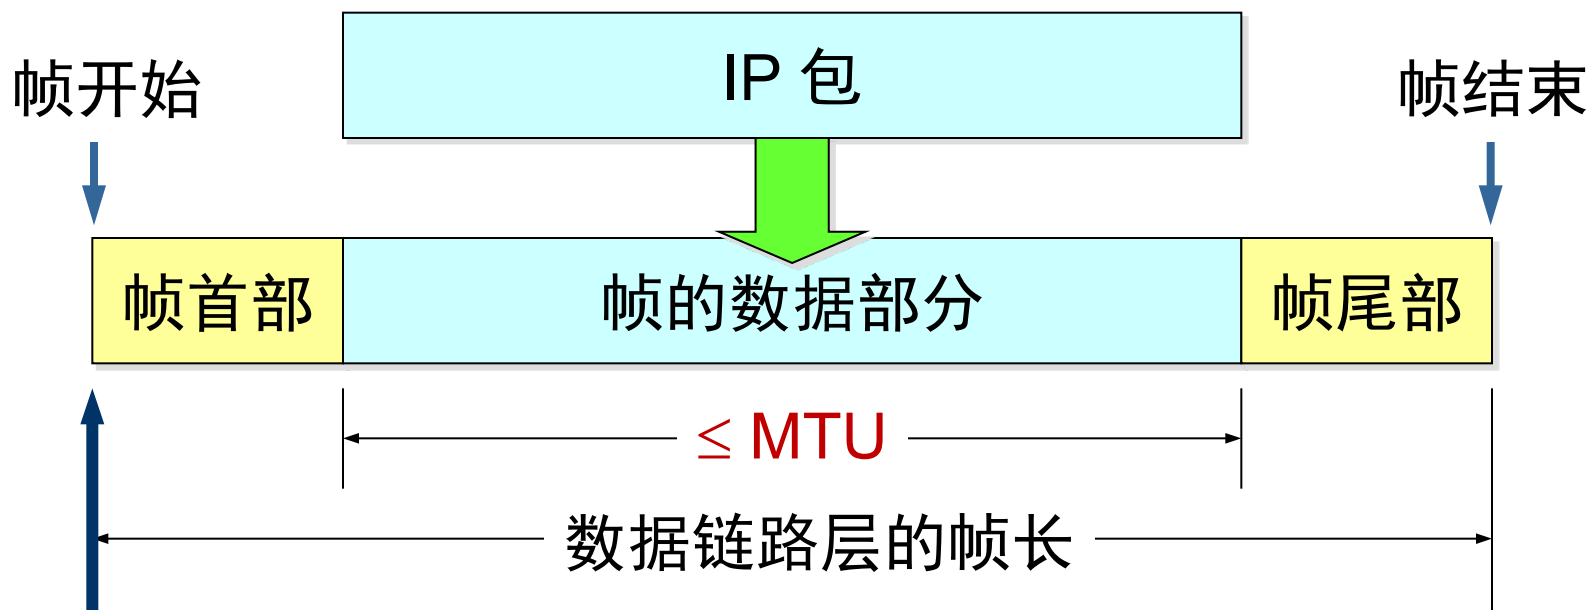 IP 包
帧开始
帧结束
帧首部
帧的数据部分
帧尾部
≤ MTU
数据链路层的帧长